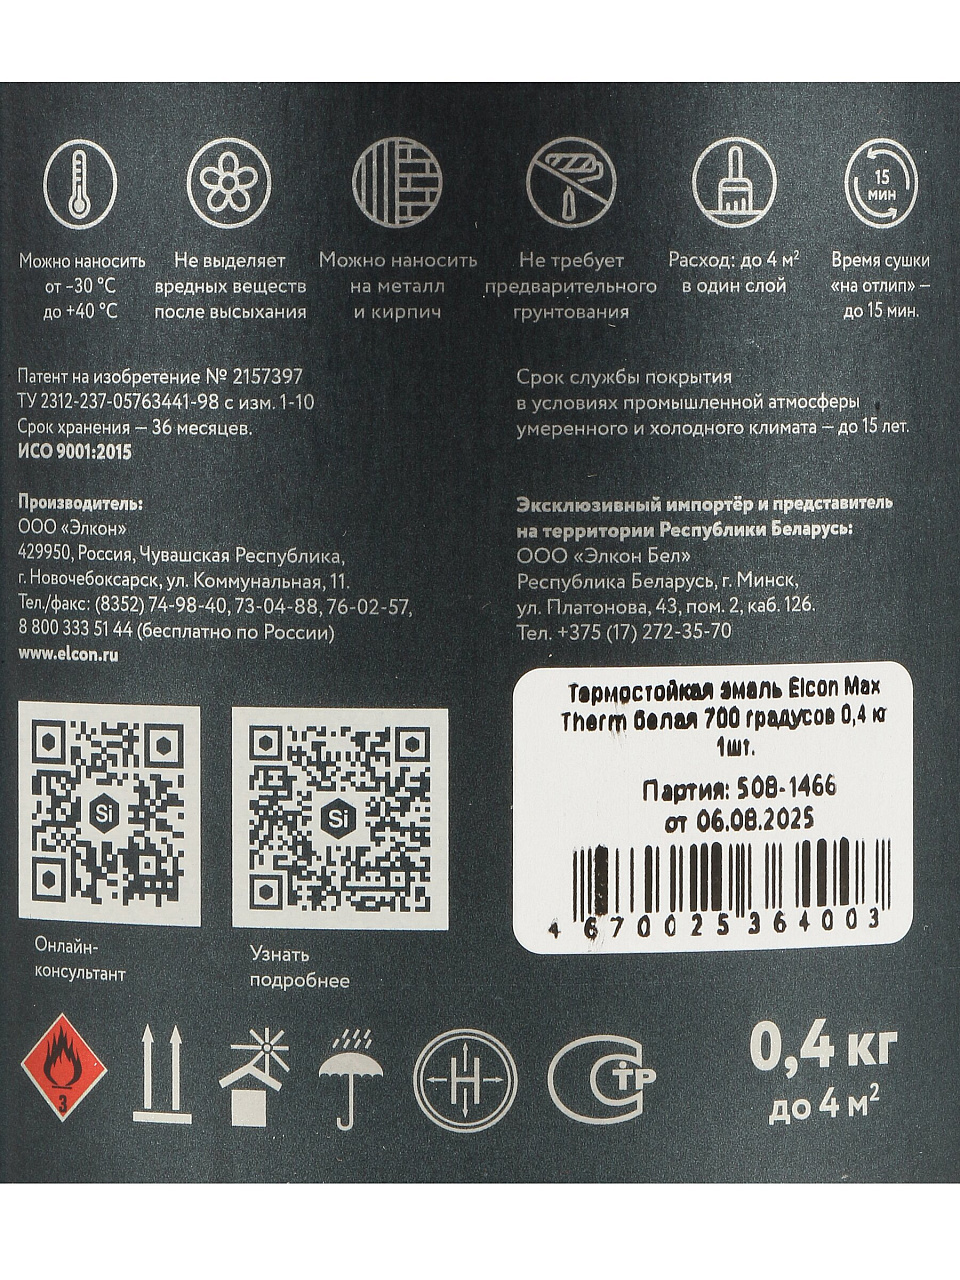 15
МИН
Можно наносить
от –30 °С
до +40 °С
Не выделяет
вредных веществ
после высыхания
Можно наносить
на металл
и кирпич
Не требует
предварительного
грунтования
Расход: до 4 м²
в один слой
Время сушки
«на отлип» –
до 15 мин.
Патент на изобретение № 2157397
ТУ 2312-237-05763441-98 с изм. 1-10
Срок хранения – 36 месяцев.
ИСО 9001:2015
Срок службы покрытия
в условиях промышленной атмосферы
умеренного и холодного климата – до 15 лет.
Производитель:
ООО «Элкон»
429950, Россия, Чувашская Республика,
г. Новочебоксарск, ул. Коммунальная, 11.
Тел./факс: (8352) 74-98-40, 73-04-88, 76-02-57,
8 800 333 51 44 (бесплатно по России)
www.elcon.ru
Эксклюзивный импортёр и представитель
на территории Республики Беларусь:
ООО «Элкон Бел»
Республика Беларусь, г. Минск,
ул. Платонова, 43, пом. 2, каб. 126.
Тел. +375 (17) 272-35-70
Термостойкая эмаль Elcon Max
Therm белая 700 градусов 0,4 кг
1шт.
Партия: 508-1466
от 06.08.2025
4 670025 364003
Si
Si
Онлайн-
консультант
Узнать
подробнее
3
Н
СТР
0,4 кг
до 4 м²